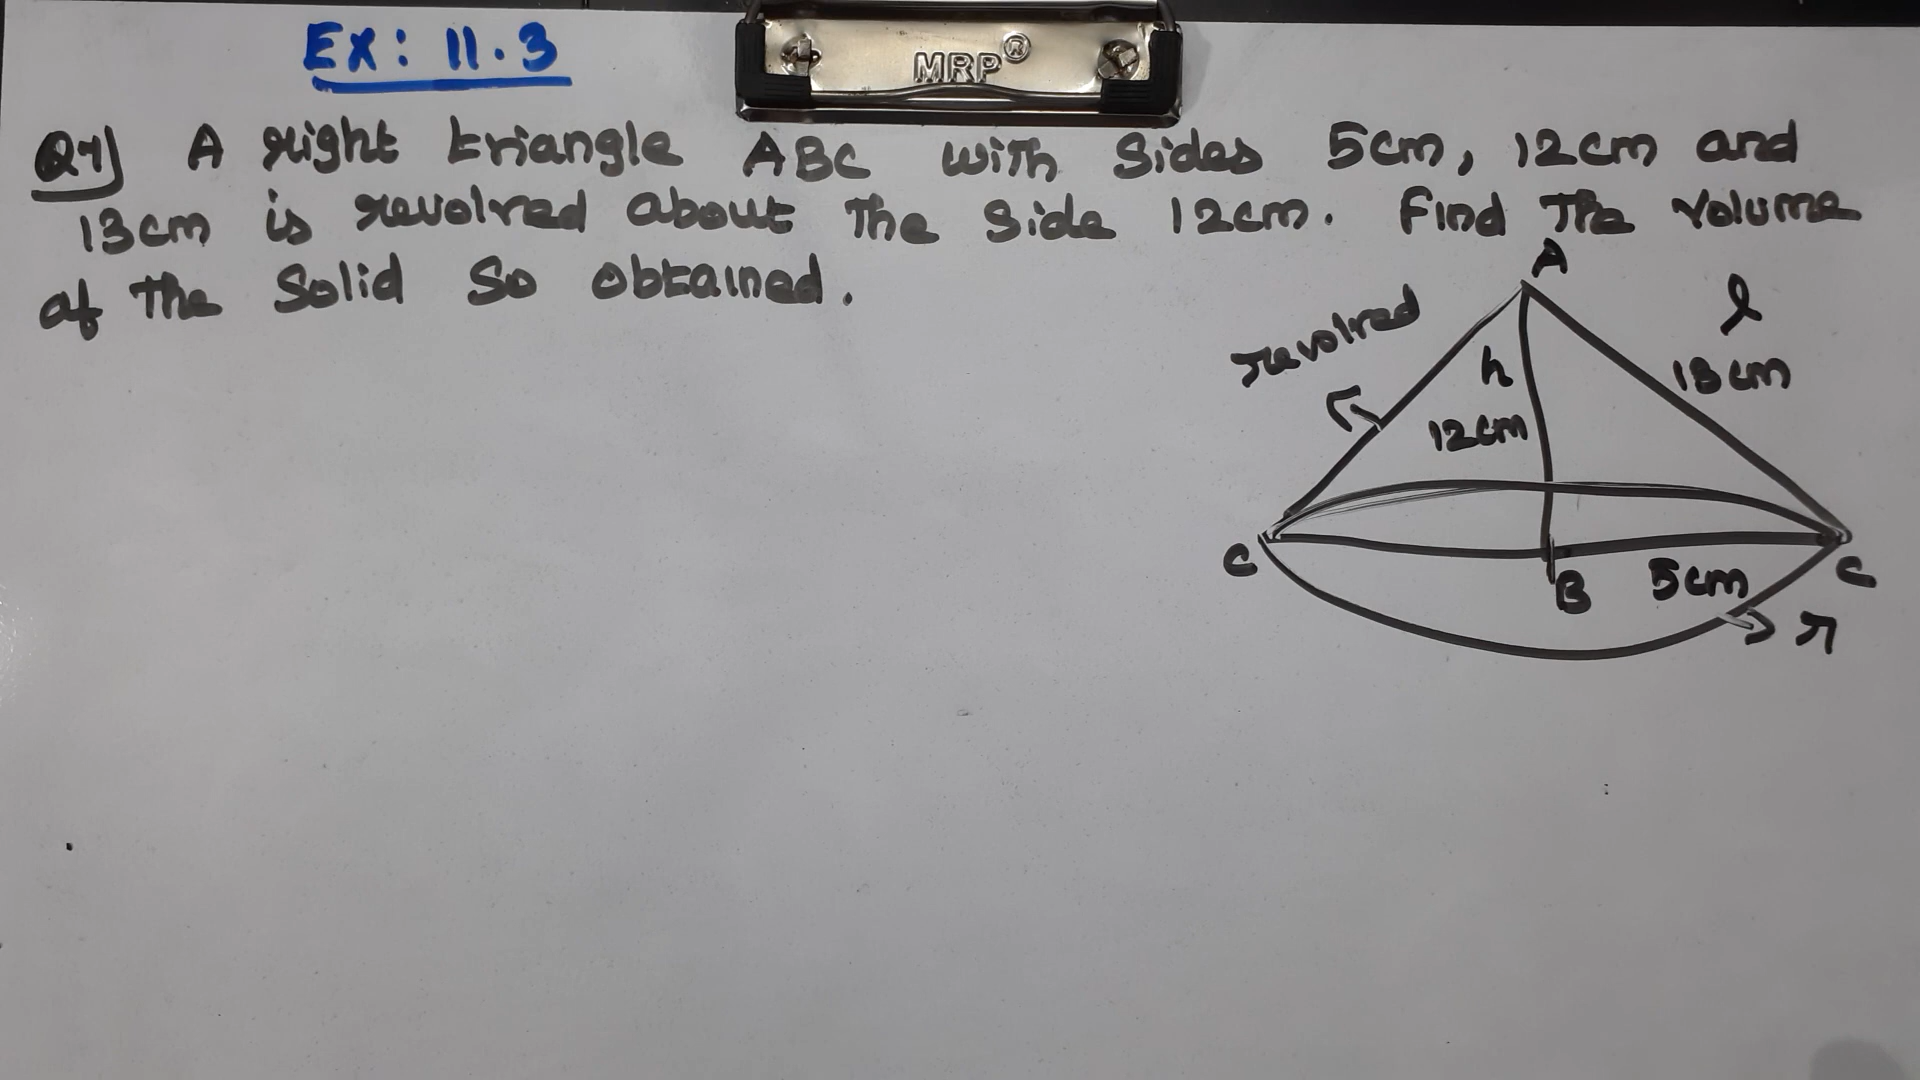 EX: 11.3
MRP®
Q7) A right triangle ABC with Sides 5cm, 12cm and
13cm is revolved about The Side 12cm. Find The Volume
of The Solid So obtained.
A
revolved
l
h
13cm
12cm
C
B
5cm
C
r